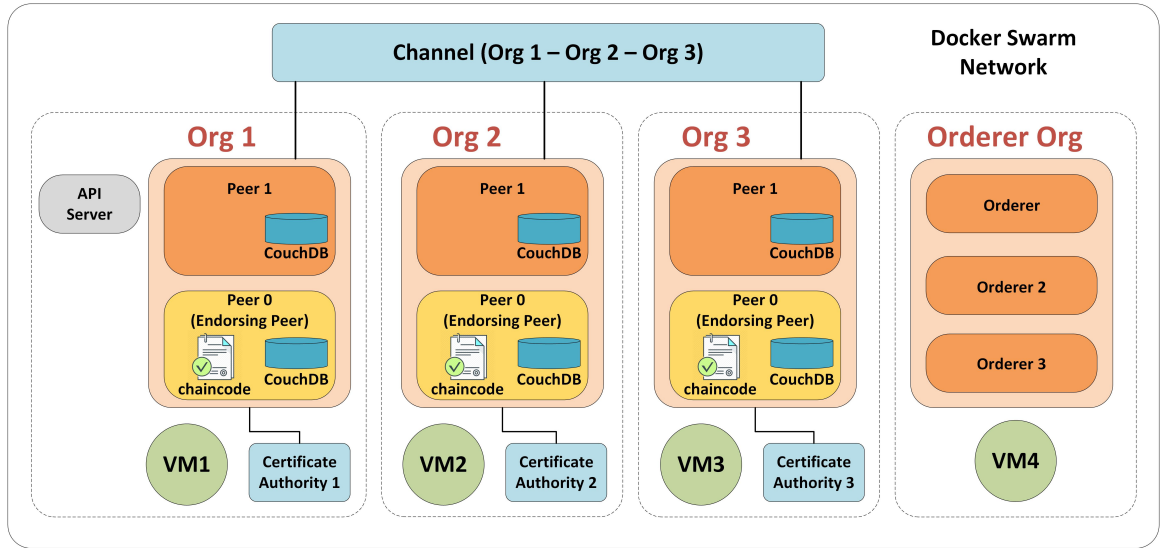 Channel (Org 1 – Org 2 – Org 3)
Docker Swarm
Network
Org 1
API
Server
Peer 1
CouchDB
Peer 0
(Endorsing Peer)
chaincode
CouchDB
VM1
Certificate
Authority 1
Org 2
Peer 1
CouchDB
Peer 0
(Endorsing Peer)
chaincode
CouchDB
VM2
Certificate
Authority 2
Org 3
Peer 1
CouchDB
Peer 0
(Endorsing Peer)
chaincode
CouchDB
VM3
Certificate
Authority 3
Orderer Org
Orderer
Orderer 2
Orderer 3
VM4